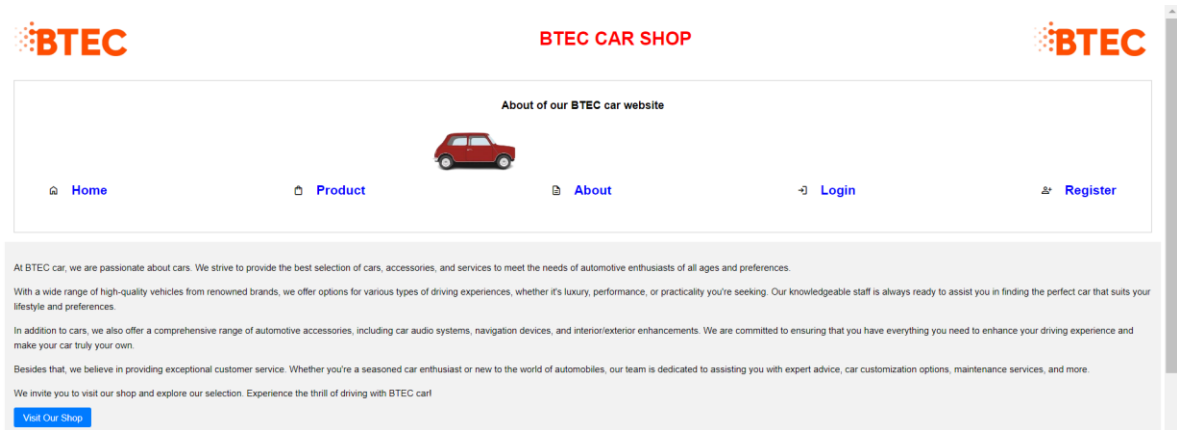 BTEC
BTEC CAR SHOP
BTEC
About of our BTEC car website
Home
Product
About
Login
Register
At BTEC car, we are passionate about cars. We strive to provide the best selection of cars, accessories, and services to meet the needs of automotive enthusiasts of all ages and preferences.
With a wide range of high-quality vehicles from renowned brands, we offer options for various types of driving experiences, whether it's luxury, performance, or practicality you're seeking. Our knowledgeable staff is always ready to assist you in finding the perfect car that suits your
lifestyle and preferences.
In addition to cars, we also offer a comprehensive range of automotive accessories, including car audio systems, navigation devices, and interior/exterior enhancements. We are committed to ensuring that you have everything you need to enhance your driving experience and
make your car truly your own.
Besides that, we believe in providing exceptional customer service. Whether you're a seasoned car enthusiast or new to the world of automobiles, our team is dedicated to assisting you with expert advice, car customization options, maintenance services, and more.
We invite you to visit our shop and explore our selection. Experience the thrill of driving with BTEC car!
Visit Our Shop